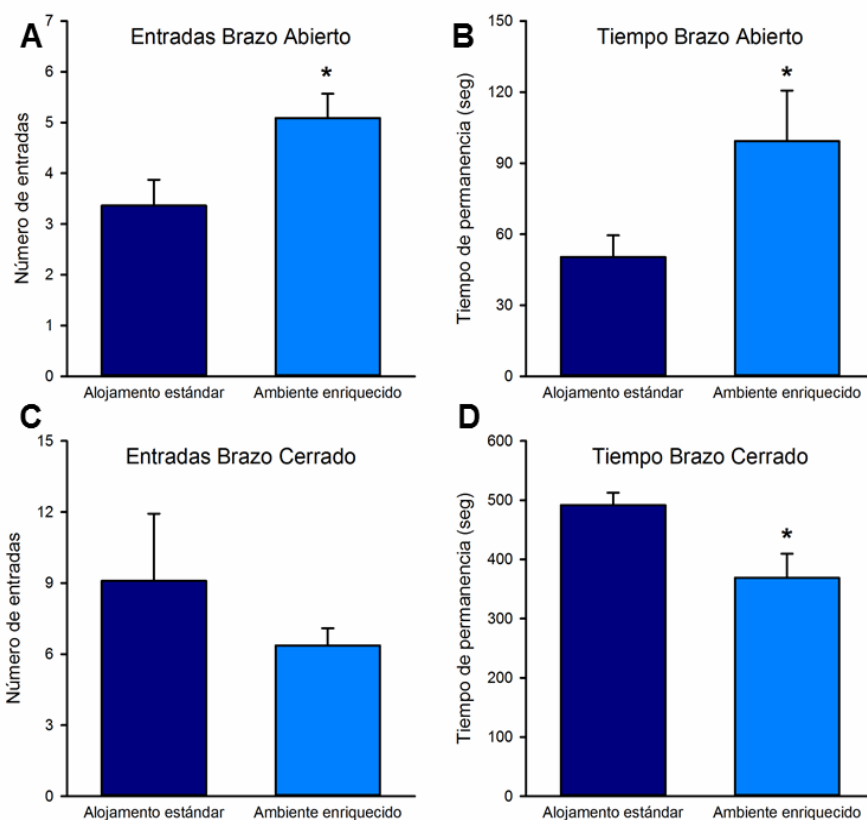 A
Entradas Brazo Abierto
7
6
5
4
3
2
1
0
Número de entradas
*
Alojamento estándar
Ambiente enriquecido
B
Tiempo Brazo Abierto
150
120
90
60
30
0
Tiempo de permanencia (seg)
*
Alojamento estándar
Ambiente enriquecido
C
Entradas Brazo Cerrado
15
12
9
6
3
0
Número de entradas
Alojamento estándar
Ambiente enriquecido
D
Tiempo Brazo Cerrado
600
500
400
300
200
100
0
Tiempo de permanencia (seg)
*
Alojamento estándar
Ambiente enriquecido